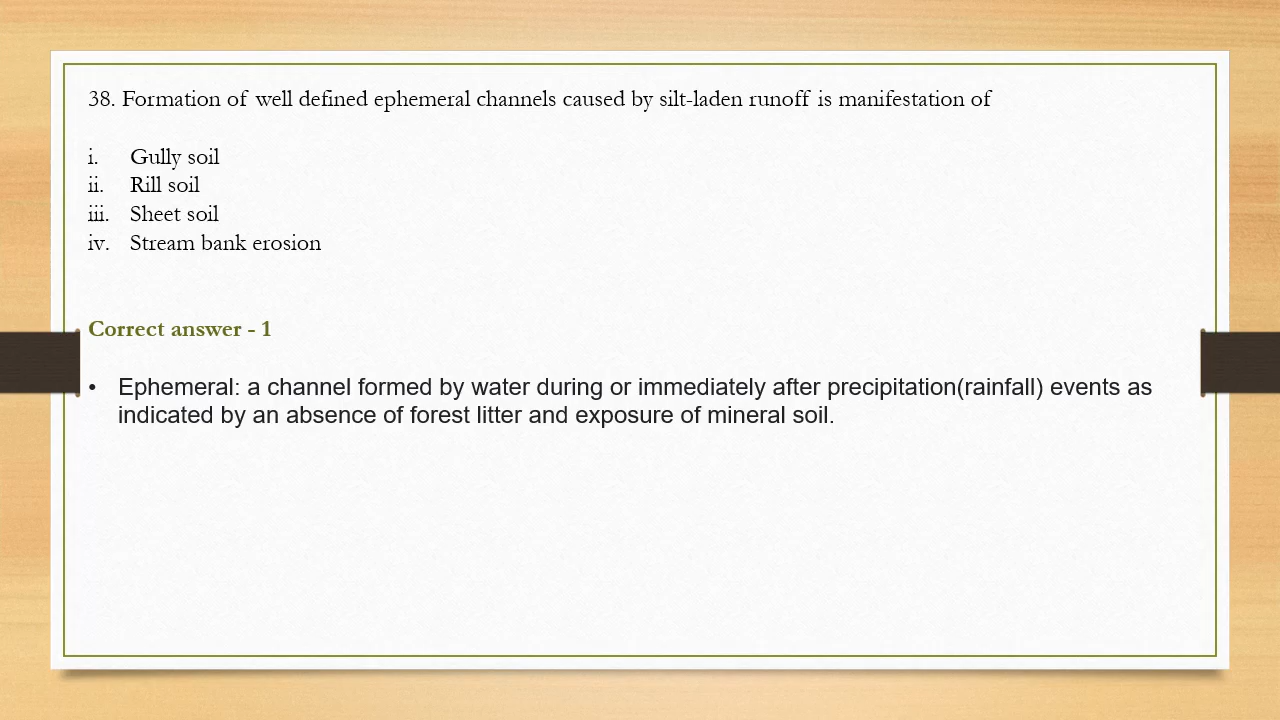 38. Formation of well defined ephemeral channels caused by silt-laden runoff is manifestation of
i. Gully soil
ii. Rill soil
iii. Sheet soil
iv. Stream bank erosion
Correct answer - 1
• Ephemeral: a channel formed by water during or immediately after precipitation(rainfall) events as
indicated by an absence of forest litter and exposure of mineral soil.